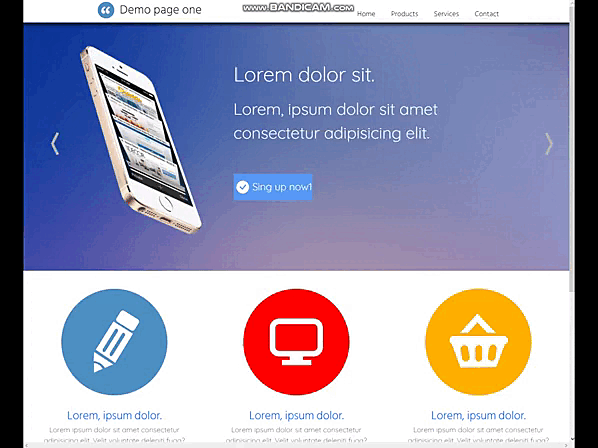 Demo page one
www.BANDICAM.com
Home Products Services Contact
Lorem dolor sit.
Lorem, ipsum dolor sit amet
consectetur adipisicing elit.
Sing up now!
Lorem, ipsum dolor.
Lorem ipsum dolor sit amet consectetur
adipisicing elit. Velit voluptate deleniti fuga?
Lorem, ipsum dolor.
Lorem ipsum dolor sit amet consectetur
adipisicing elit. Velit voluptate deleniti fuga?
Lorem, ipsum dolor.
Lorem ipsum dolor sit amet consectetur
adipisicing elit. Velit voluptate deleniti fuga?